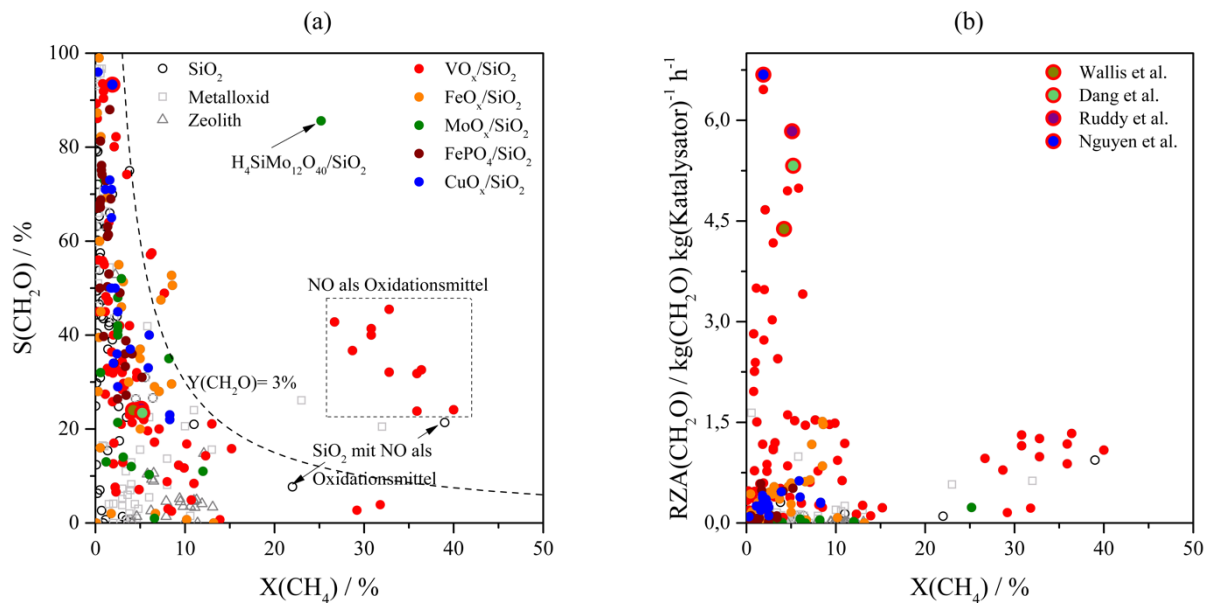 (a)
S(CH₂O) / %
100
80
60
40
20
0
0
10
20
30
40
50
X(CH₄) / %
SiO₂
Metalloxid
Zeolith
VOₓ/SiO₂
FeOₓ/SiO₂
MoOₓ/SiO₂
FePO₄/SiO₂
CuOₓ/SiO₂
H₄SiMo₁₂O₄₀/SiO₂
NO als Oxidationsmittel
Y(CH₂O)= 3%
SiO₂ mit NO als
Oxidationsmittel
(b)
RZA(CH₂O) / kg(CH₂O) kg(Katalysator)⁻¹ h⁻¹
6,0
4,5
3,0
1,5
0,0
0
10
20
30
40
50
X(CH₄) / %
Wallis et al.
Dang et al.
Ruddy et al.
Nguyen et al.